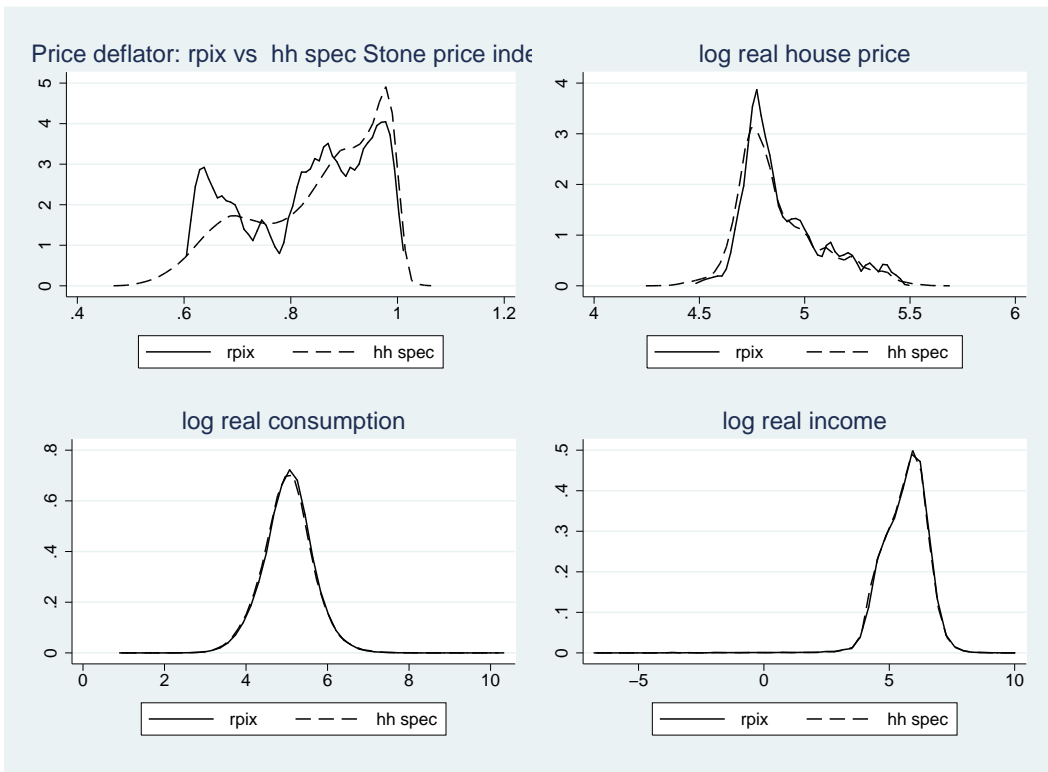 Price deflator: rpix vs  hh spec Stone price inde
5
4
3
2
1
0
.4 .6 .8 1 1.2
rpix hh spec
log real house price
4
3
2
1
0
4 4.5 5 5.5 6
rpix hh spec
log real consumption
.8
.6
.4
.2
0
0 2 4 6 8 10
rpix hh spec
log real income
.5
.4
.3
.2
.1
0
−5 0 5 10
rpix hh spec